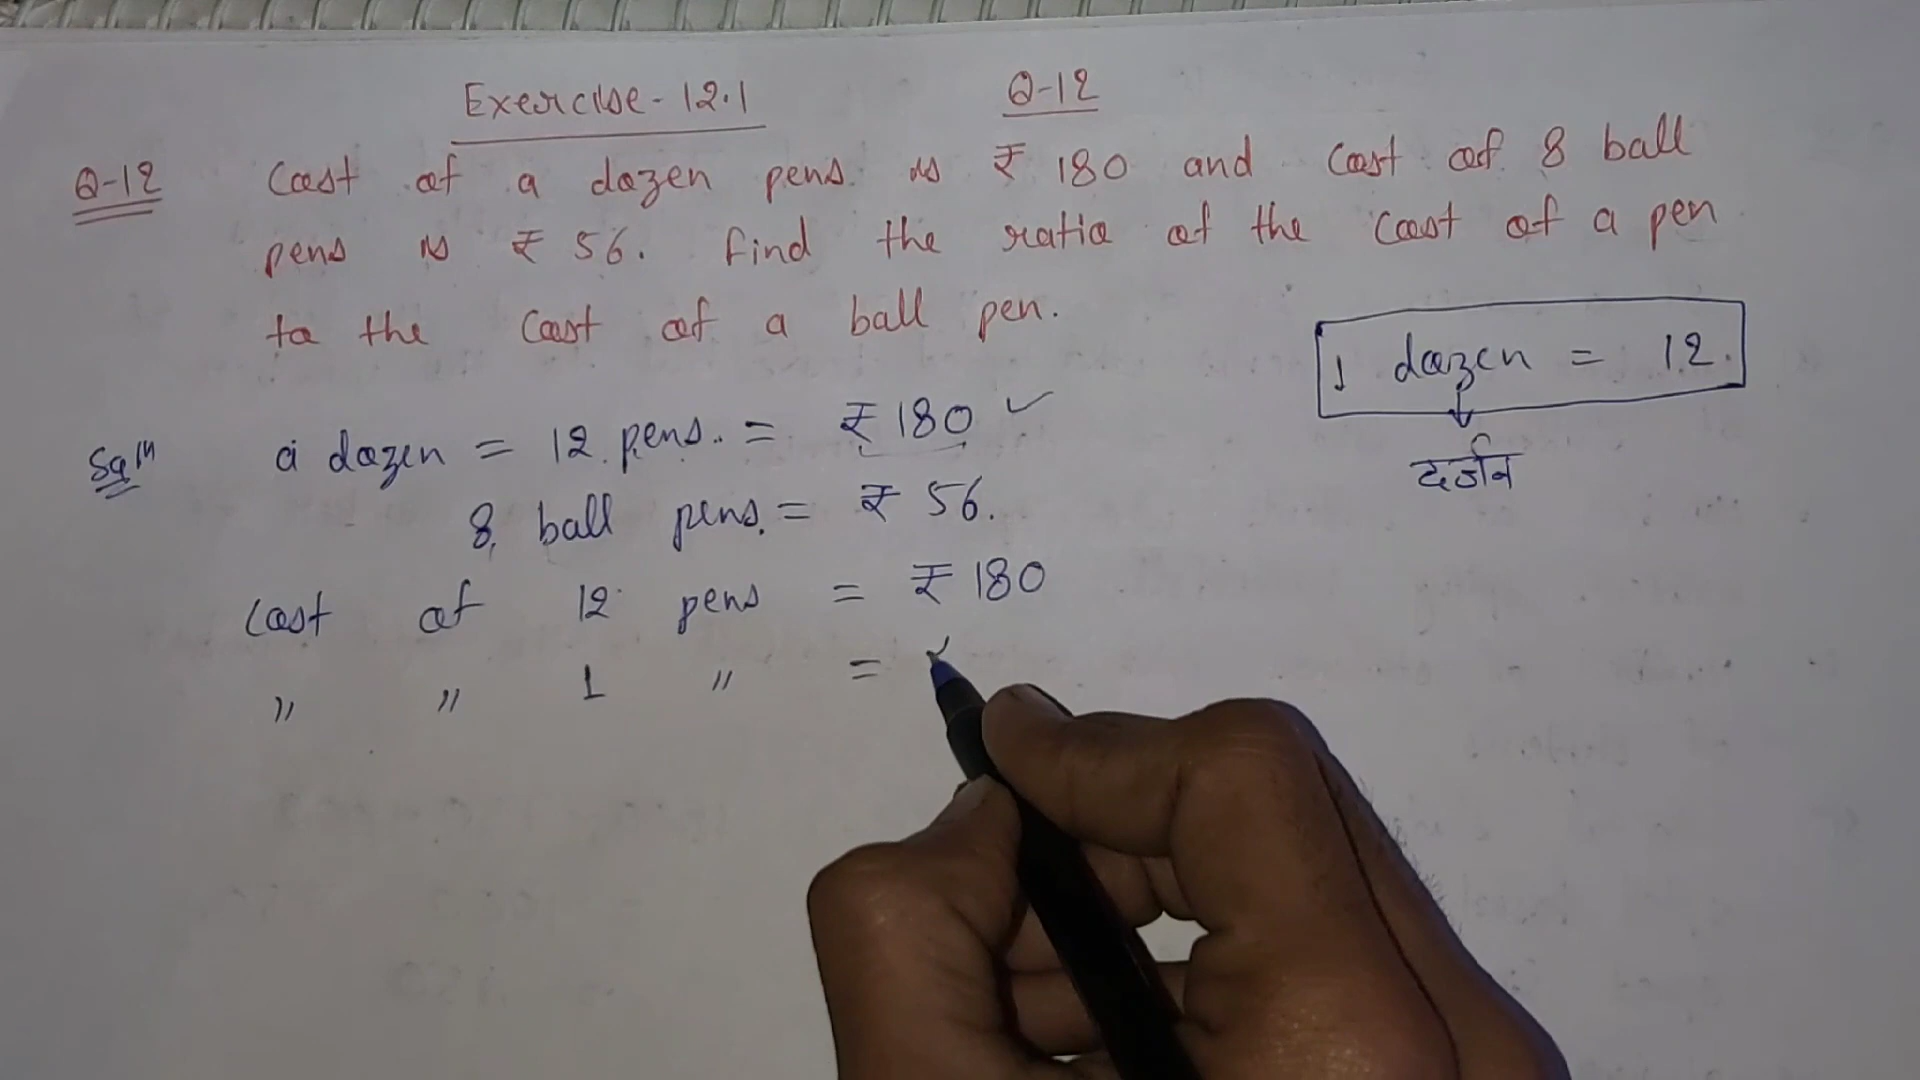 Exercise-12.1 Q-12
Q-12 Cost of a dozen pens is ₹ 180 and cost of 8 ball
pens is ₹ 56. Find the ratio of the cost of a pen
to the cost of a ball pen.
1 dozen = 12.
दर्जन
Solⁿ a dozen = 12 pens. = ₹ 180 ✓
8 ball pens. = ₹ 56.
Cost of 12 pens = ₹ 180
" " 1 " =